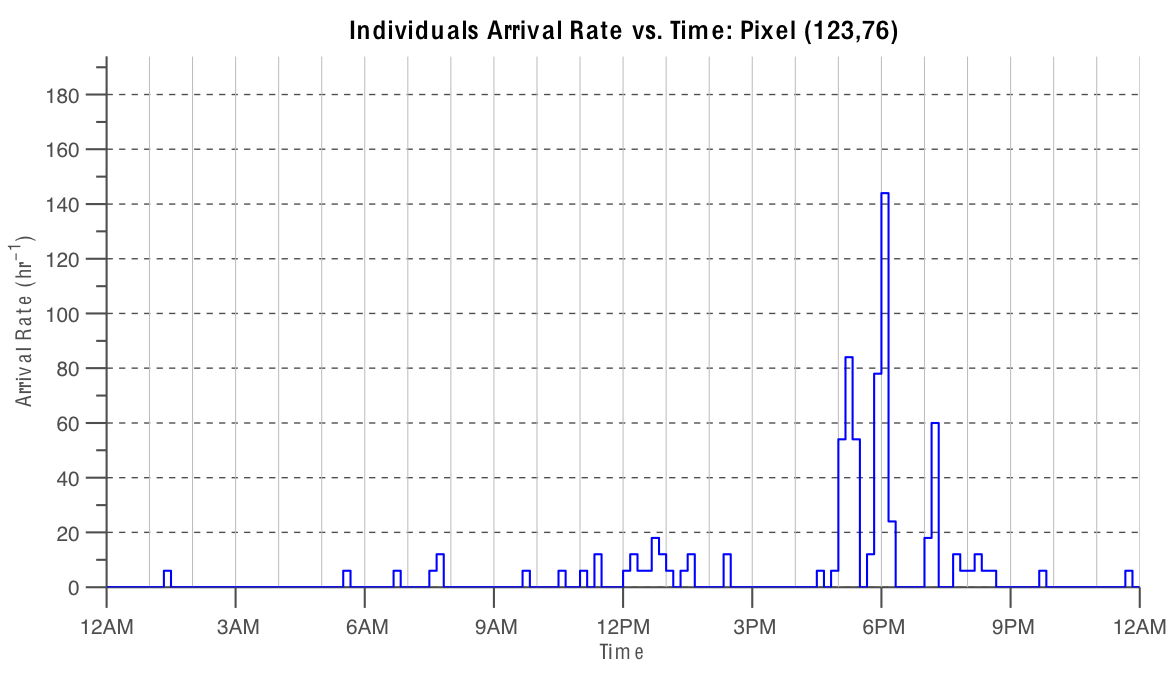 Individuals Arrival Rate vs. Time: Pixel (123,76)
Arrival Rate (hr⁻¹)
180
160
140
120
100
80
60
40
20
0
12AM 3AM 6AM 9AM 12PM 3PM 6PM 9PM 12AM
Time